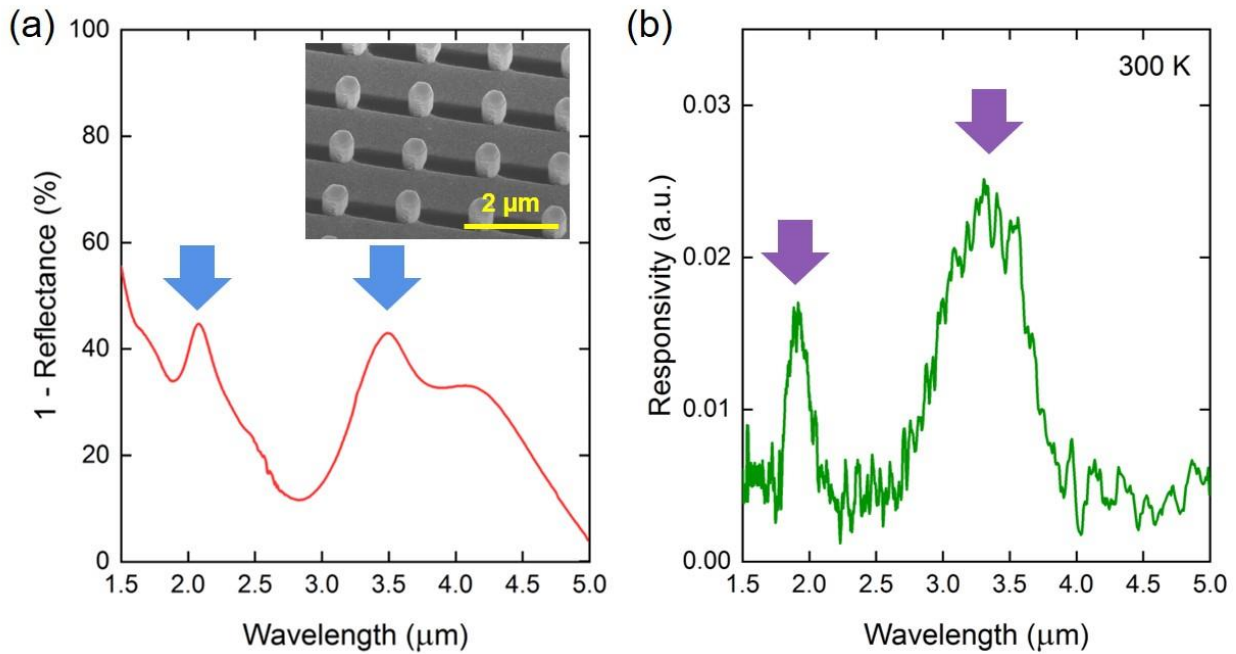 (a)
100
80
60
40
20
0
1 - Reflectance (%)
2 µm
1.5 2.0 2.5 3.0 3.5 4.0 4.5 5.0
Wavelength (μm)
(b)
300 K
0.03
0.02
0.01
0.00
Responsivity (a.u.)
1.5 2.0 2.5 3.0 3.5 4.0 4.5 5.0
Wavelength (μm)